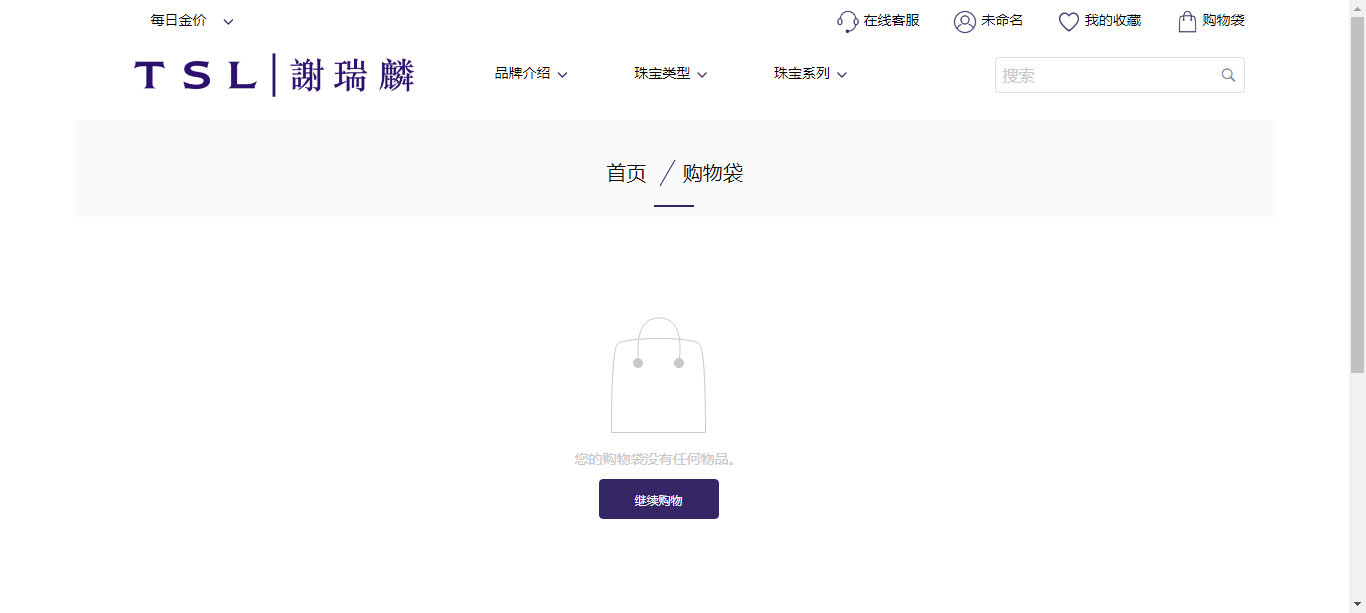 每日金价
在线客服
未命名
我的收藏
购物袋
TSL|謝瑞麟
品牌介绍
珠宝类型
珠宝系列
搜索
首页 / 购物袋
您的购物袋没有任何物品。
继续购物